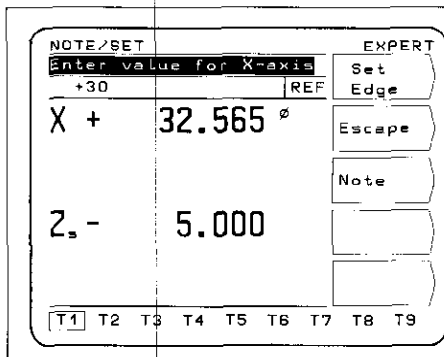 NOTE/SET EXPERT
Enter value for X-axis
+30 REF
Set
Edge
X + 32.565 ø
Escape
Note
Zs - 5.000
T1 T2 T3 T4 T5 T6 T7 T8 T9